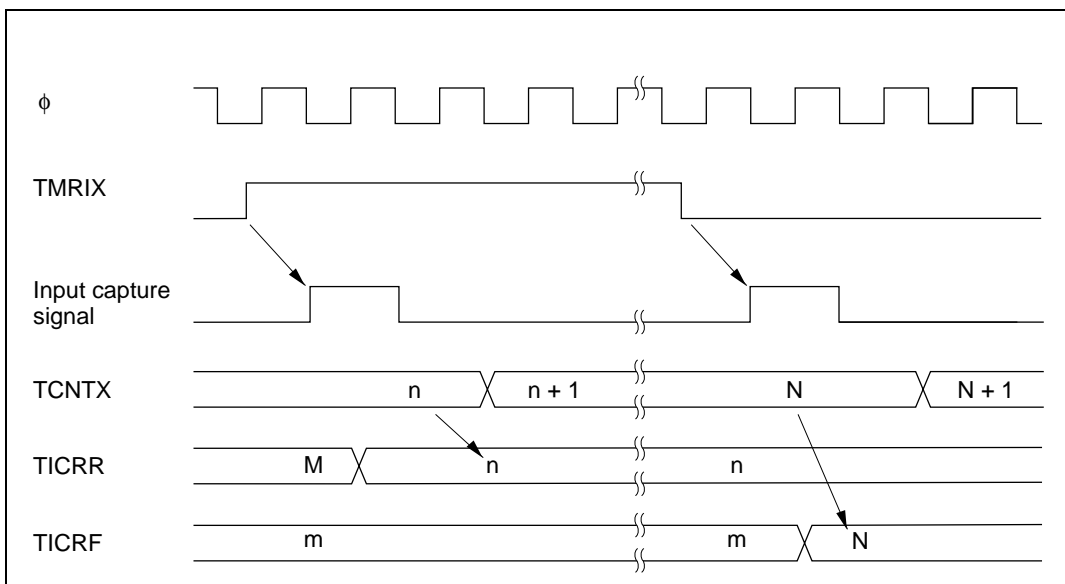 ϕ
TMRIX
Input capture
signal
TCNTX n n + 1 N N + 1
TICRR M n n
TICRF m m N